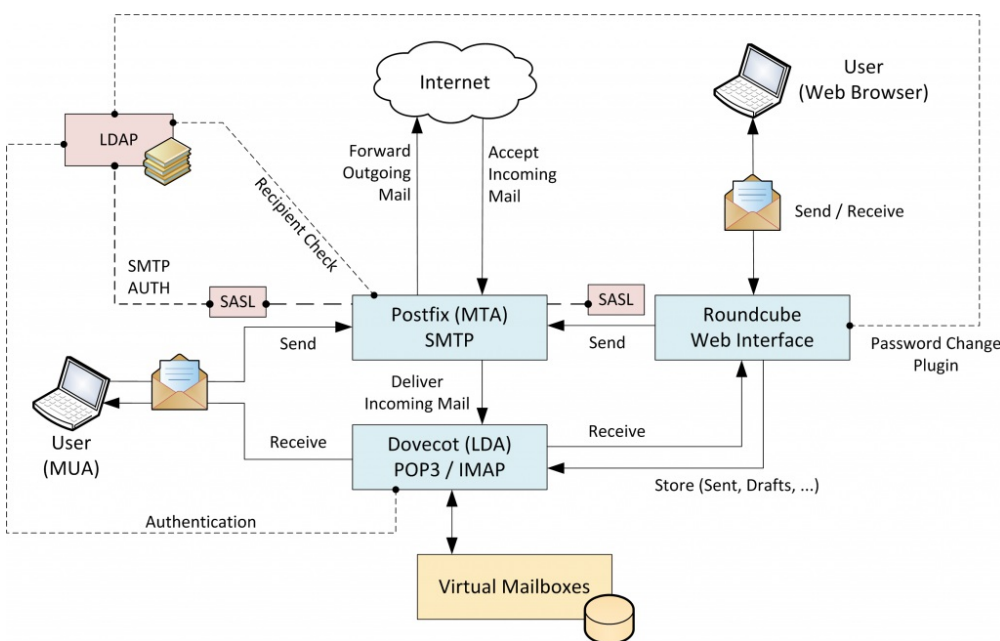 Internet
User
(Web Browser)
LDAP
Forward
Outgoing
Mail
Accept
Incoming
Mail
Recipient Check
Send / Receive
SMTP
AUTH
SASL
SASL
Postfix (MTA)
SMTP
Roundcube
Web Interface
Send
Send
Password Change
Plugin
Deliver
Incoming Mail
User
(MUA)
Receive
Dovecot (LDA)
POP3 / IMAP
Receive
Store (Sent, Drafts, ...)
Authentication
Virtual Mailboxes